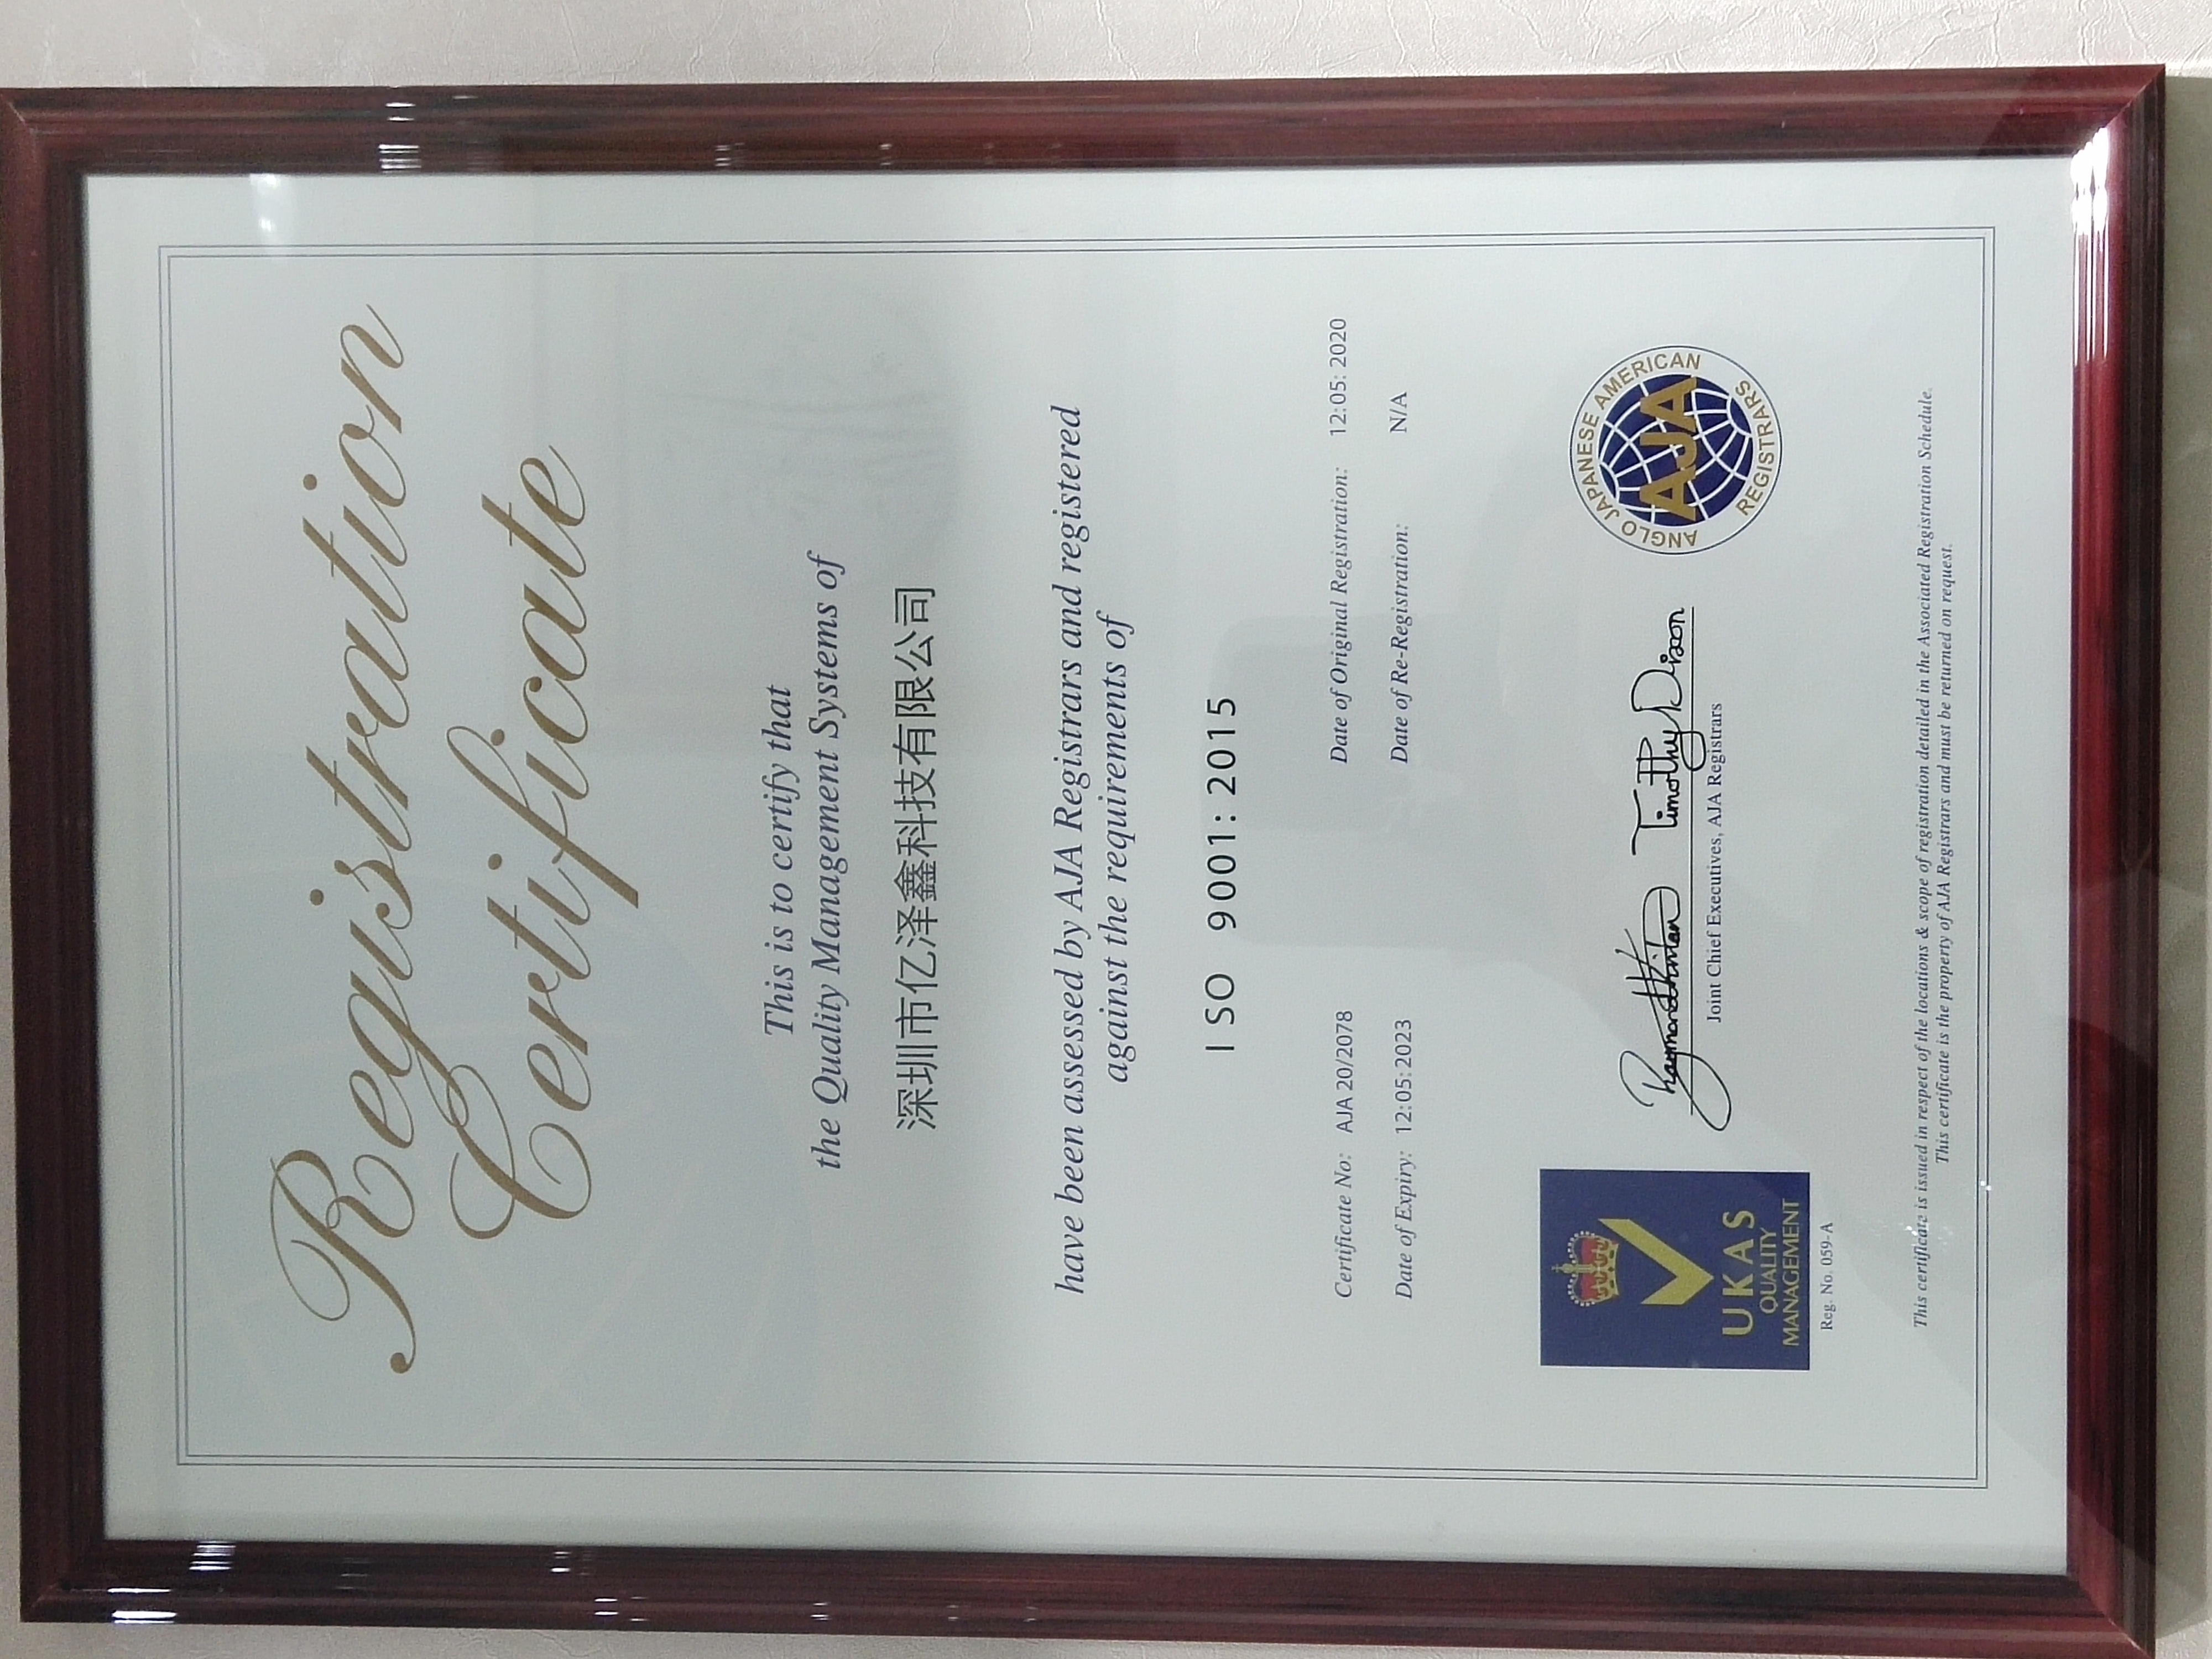 Registration
Certificate
This is to certify that
the Quality Management Systems of
深圳市亿泽鑫科技有限公司
have been assessed by AJA Registrars and registered
against the requirements of
ISO 9001: 2015
Certificate No: AJA 20/2078
Date of Original Registration: 12:05: 2020
Date of Expiry: 12:05:2023
Date of Re-Registration: N/A
Timothy Dixon
Joint Chief Executives, AJA Registrars
UKAS
QUALITY
MANAGEMENT
Reg. No. 059-A
ANGLO JAPANESE AMERICAN
AJA
REGISTRARS
This certificate is issued in respect of the locations & scope of registration detailed in the Associated Registration Schedule.
This certificate is the property of AJA Registrars and must be returned on request.